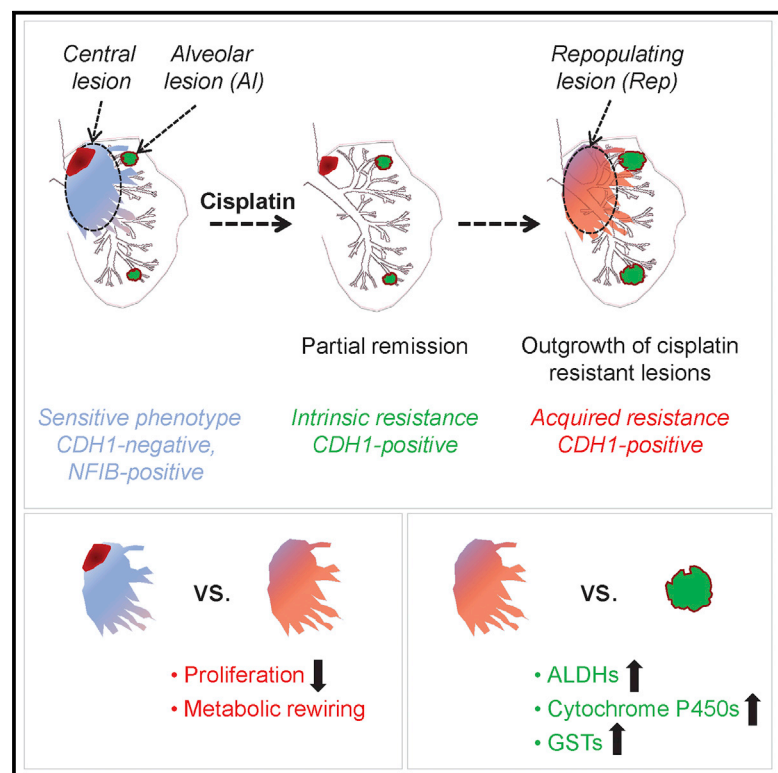 Central
lesion
Alveolar
lesion (Al)
Repopulating
lesion (Rep)
Cisplatin
Partial remission
Outgrowth of cisplatin
resistant lesions
Sensitive phenotype
CDH1-negative,
NFIB-positive
Intrinsic resistance
CDH1-positive
Acquired resistance
CDH1-positive
vs.
• Proliferation
• Metabolic rewiring
vs.
• ALDHs
• Cytochrome P450s
• GSTs